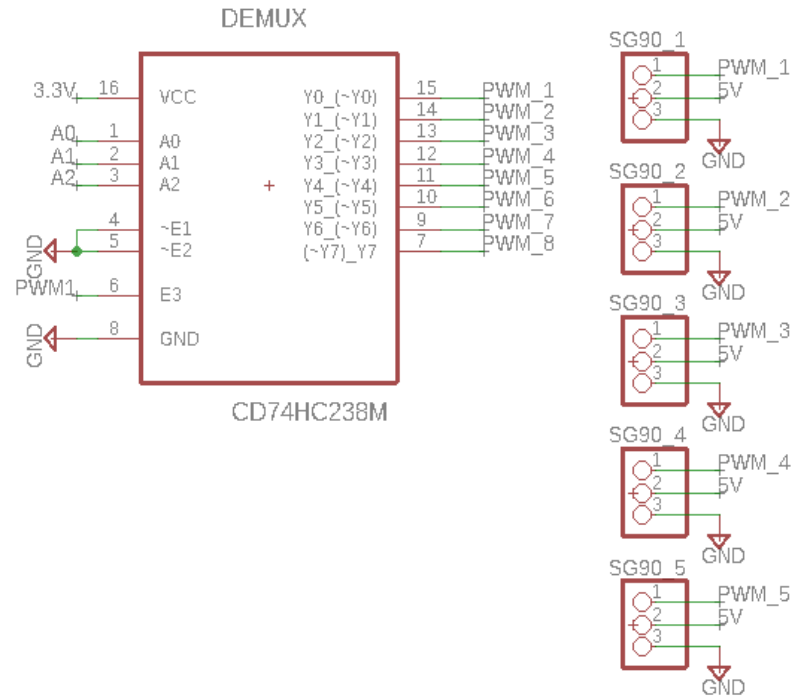 DEMUX
3.3V 16 VCC Y0_(~Y0) 15 PWM_1
Y1_(~Y1) 14 PWM_2
A0 1 A0 Y2_(~Y2) 13 PWM_3
A1 2 A1 Y3_(~Y3) 12 PWM_4
A2 3 A2 Y4_(~Y4) 11 PWM_5
Y5_(~Y5) 10 PWM_6
4 ~E1 Y6_(~Y6) 9 PWM_7
GND 5 ~E2 (~Y7)_Y7 7 PWM_8
PWM1 6 E3
GND 8 GND
CD74HC238M
SG90_1
1 PWM_1
2 5V
3
GND
SG90_2
1 PWM_2
2 5V
3
GND
SG90_3
1 PWM_3
2 5V
3
GND
SG90_4
1 PWM_4
2 5V
3
GND
SG90_5
1 PWM_5
2 5V
3
GND